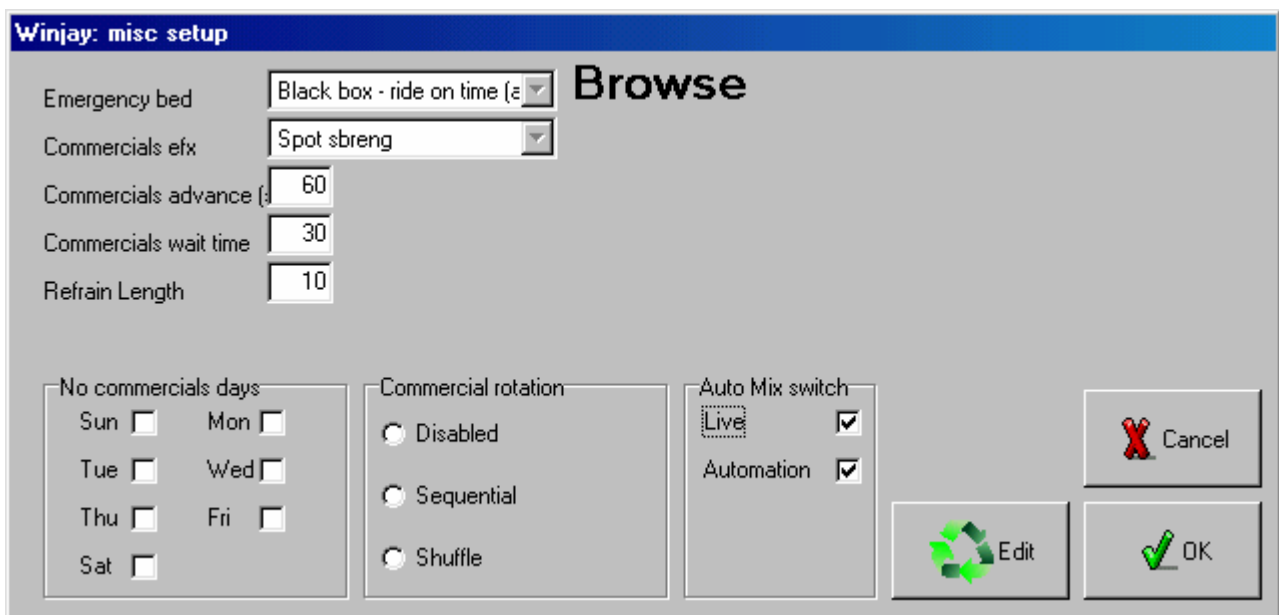 Winjay: misc setup
Emergency bed Black box - ride on time (a Browse
Commercials efx Spot sbreng
Commercials advance (s 60
Commercials wait time 30
Refrain Length 10
No commercials days Commercial rotation Auto Mix switch
Sun Mon Disabled Live
Tue Wed Sequential Automation
Thu Fri Shuffle
Sat
Cancel
Edit OK